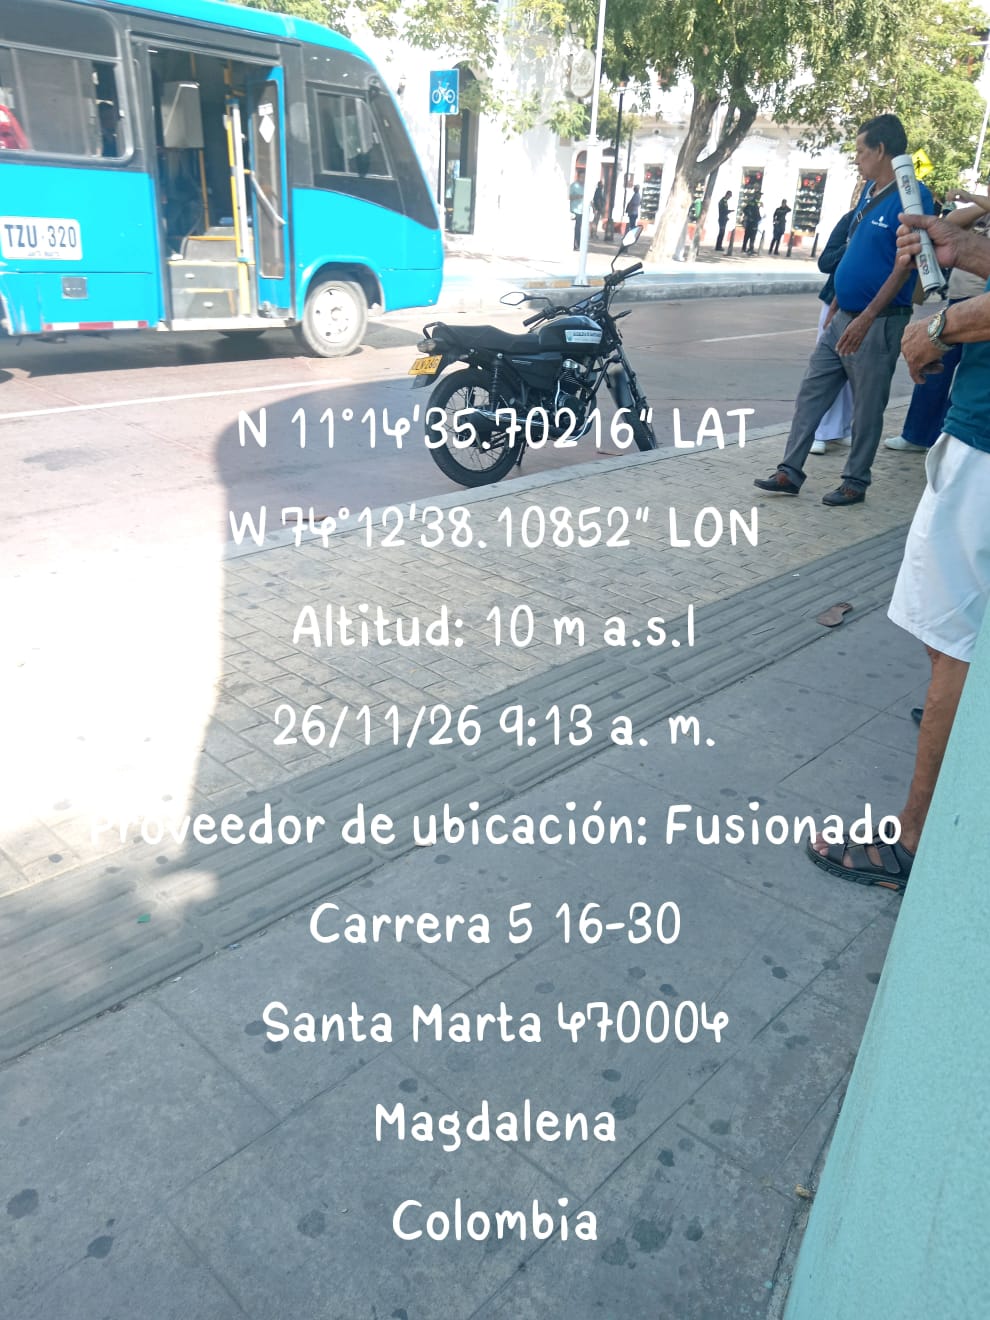 TZU·320
N 11°14'35.70216" LAT
W 74°12'38.10852" LON
Altitud: 10 m a.s.l
26/11/26 9:13 a. m.
Proveedor de ubicación: Fusionado
Carrera 5 16-30
Santa Marta 470004
Magdalena
Colombia